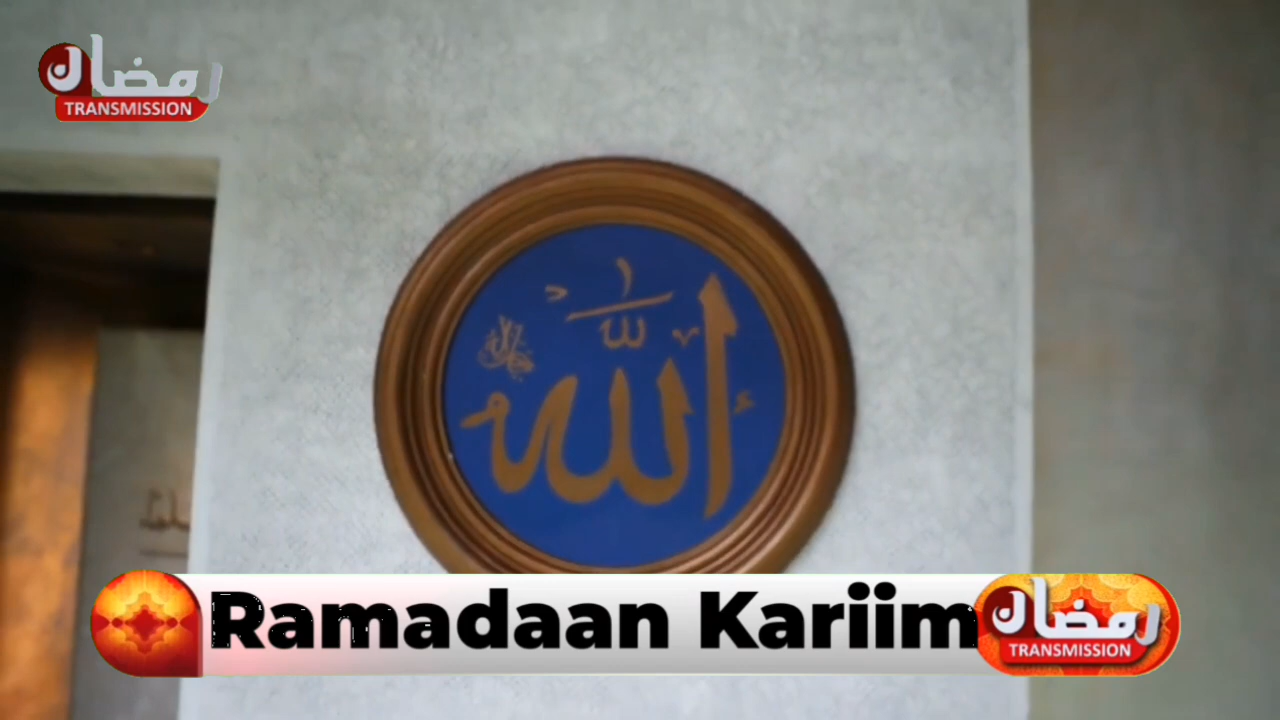 رمضان
TRANSMISSION
الله
جل جلاله
Ramadaan Kariim
رمضان
TRANSMISSION